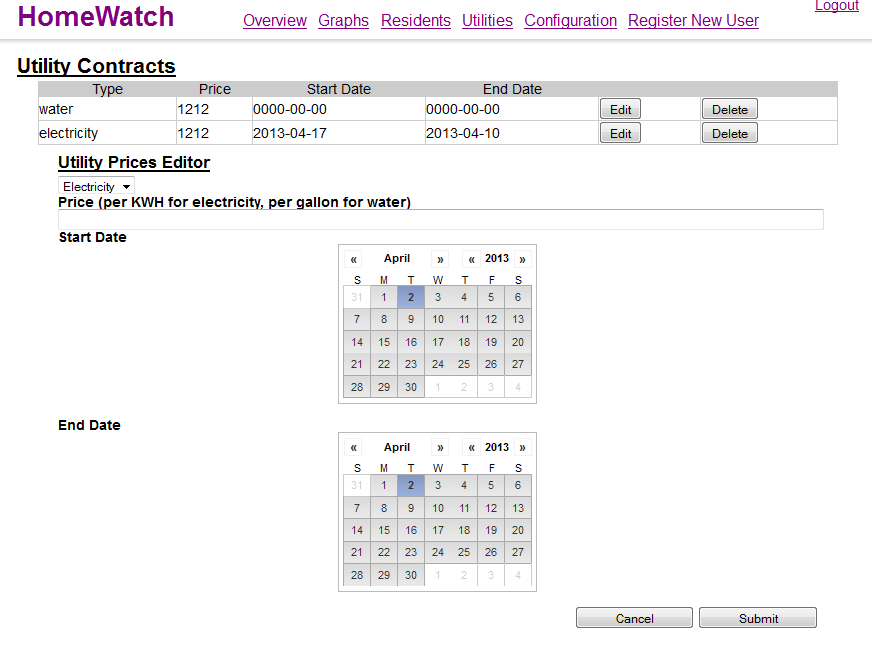 HomeWatch
Overview Graphs Residents Utilities Configuration Register New User
Logout
Utility Contracts
Type Price Start Date End Date
water 1212 0000-00-00 0000-00-00 Edit Delete
electricity 1212 2013-04-17 2013-04-10 Edit Delete
Utility Prices Editor
Electricity
Price (per KWH for electricity, per gallon for water)
Start Date
« April » « 2013 »
S M T W T F S
31 1 2 3 4 5 6
7 8 9 10 11 12 13
14 15 16 17 18 19 20
21 22 23 24 25 26 27
28 29 30 1 2 3 4
End Date
« April » « 2013 »
S M T W T F S
31 1 2 3 4 5 6
7 8 9 10 11 12 13
14 15 16 17 18 19 20
21 22 23 24 25 26 27
28 29 30 1 2 3 4
Cancel Submit